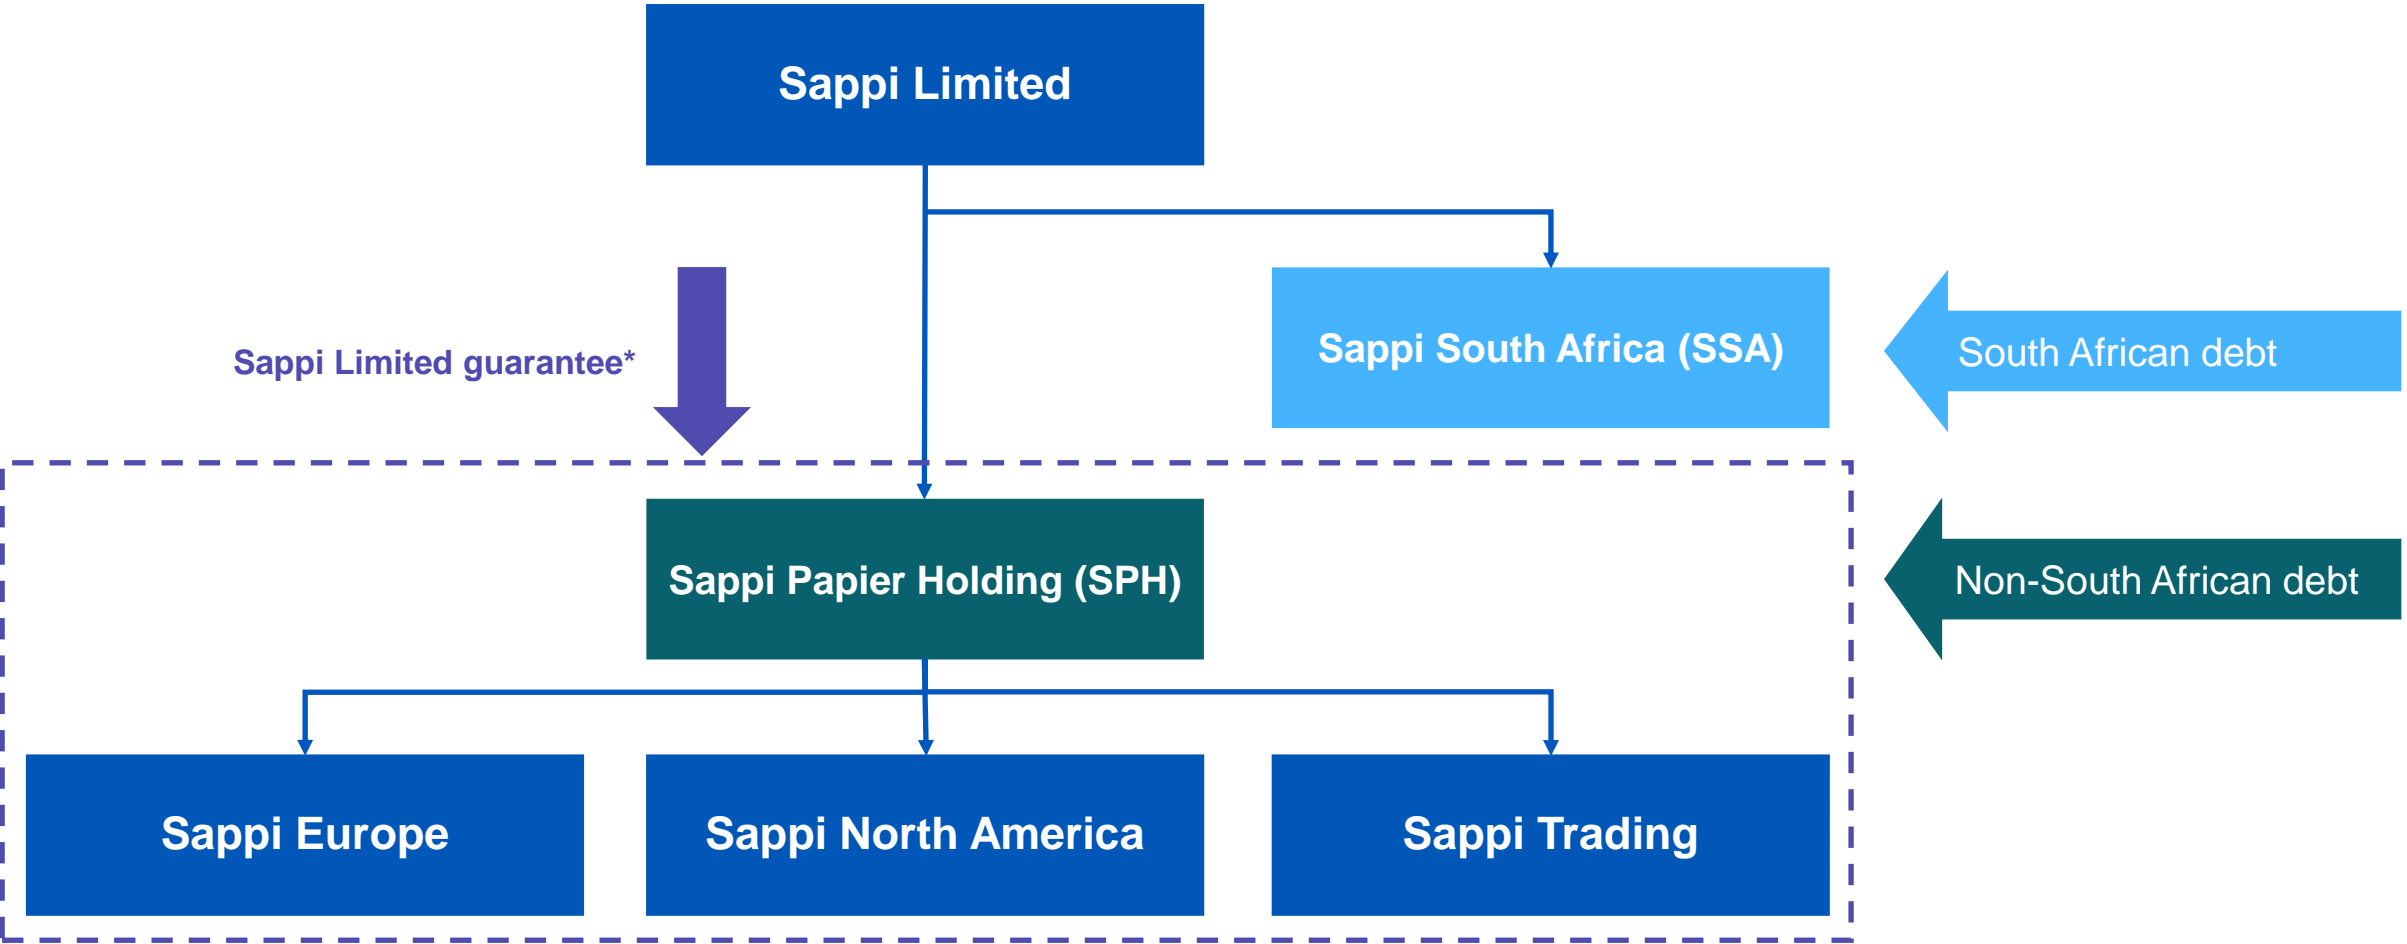 Sappi Limited
Sappi Limited guarantee*
Sappi South Africa (SSA)
South African debt
Sappi Papier Holding (SPH)
Non-South African debt
Sappi Europe
Sappi North America
Sappi Trading